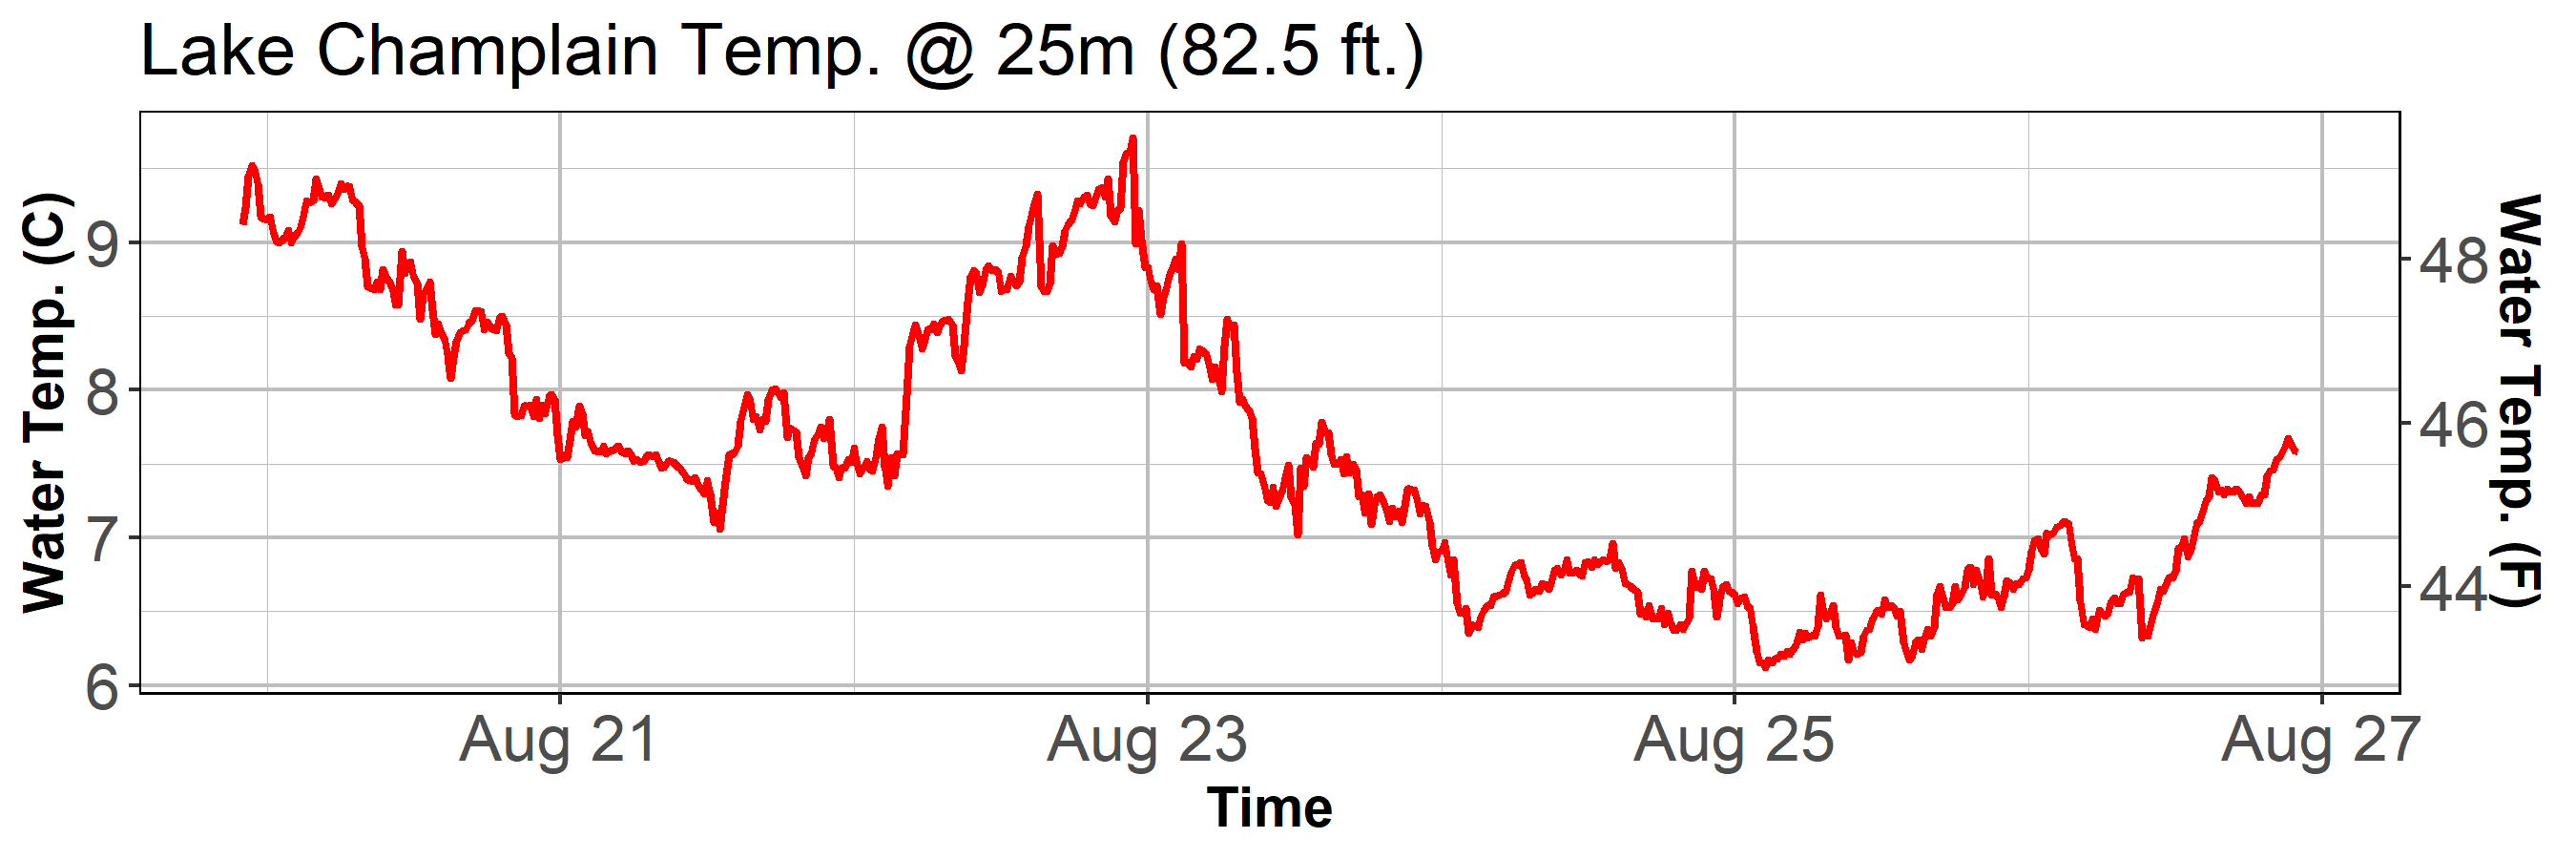 Lake Champlain Temp. @ 25m (82.5 ft.)
Water Temp. (C)
9
8
7
6
48
46
44
Water Temp. (F)
Aug 21
Aug 23
Aug 25
Aug 27
Time